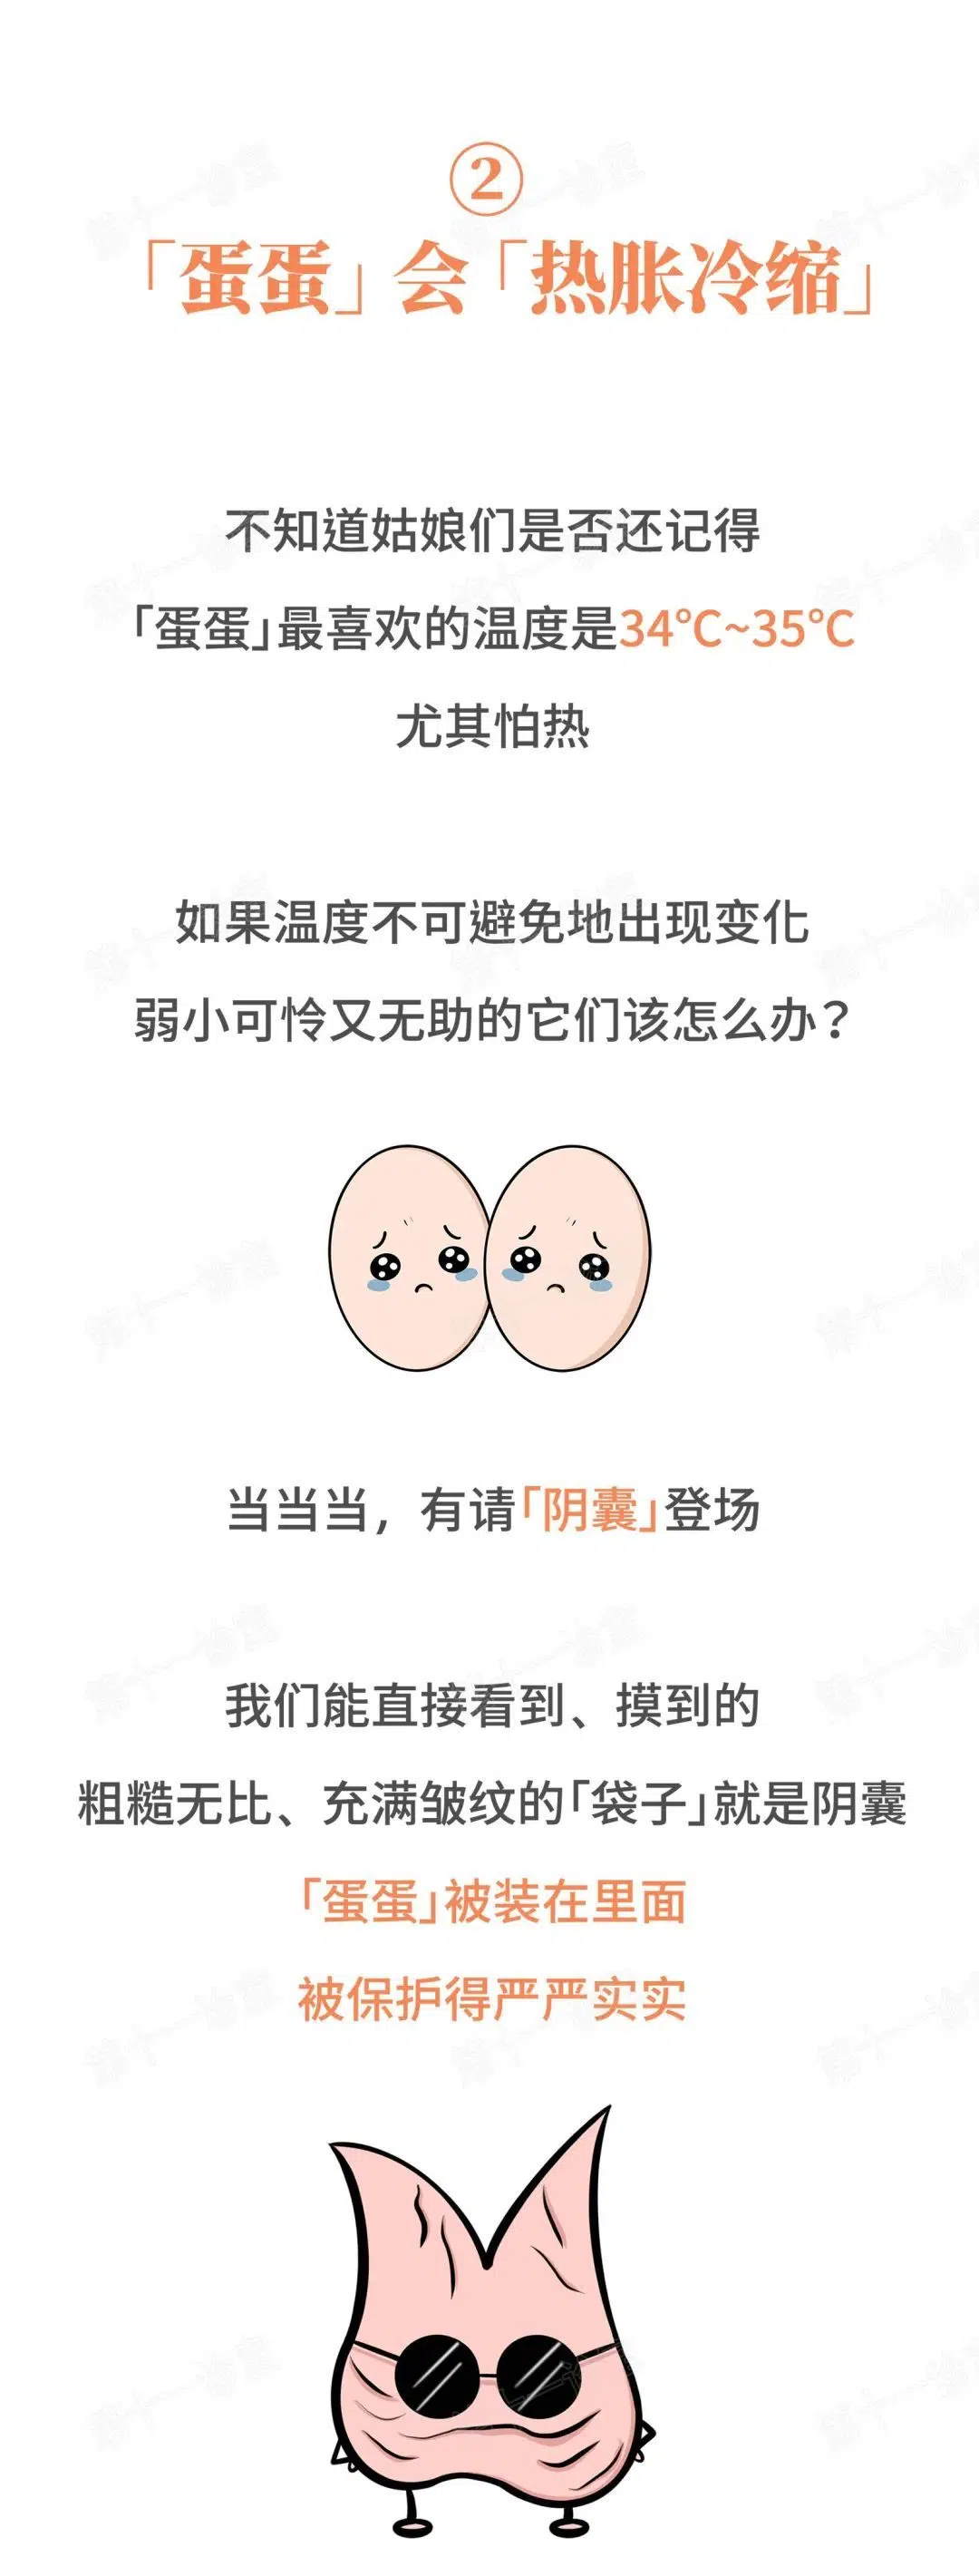 ②
「蛋蛋」会「热胀冷缩」
不知道姑娘们是否还记得
「蛋蛋」最喜欢的温度是34℃~35℃
尤其怕热
如果温度不可避免地出现变化
弱小可怜又无助的它们该怎么办？
当当当，有请「阴囊」登场
我们能直接看到、摸到的
粗糙无比、充满皱纹的「袋子」就是阴囊
「蛋蛋」被装在里面
被保护得严严实实